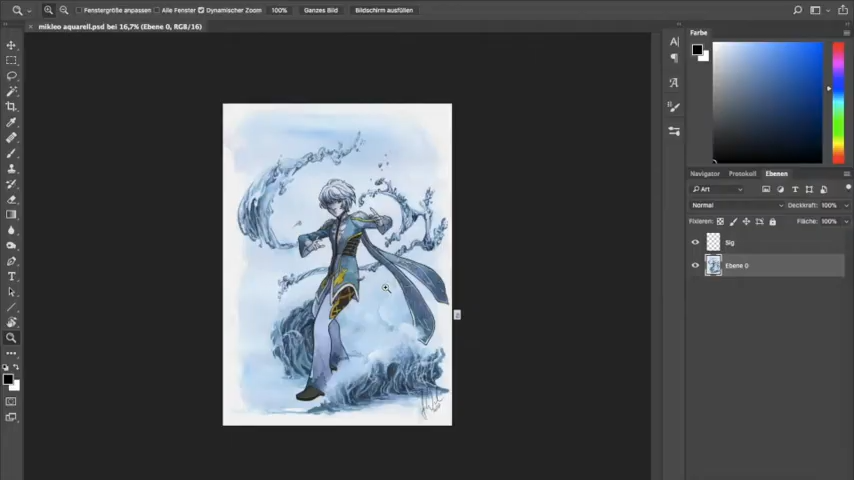 Fenstergröße anpassen Alle Fenster Dynamischer Zoom 100% Ganzes Bild Bildschirm ausfüllen
mikleo aquarell.psd bei 16,7% (Ebene 0, RGB/16)
Farbe
Navigator Protokoll Ebenen
Art
Normal Deckkraft: 100%
Fixieren: Fläche: 100%
Sig
Ebene 0